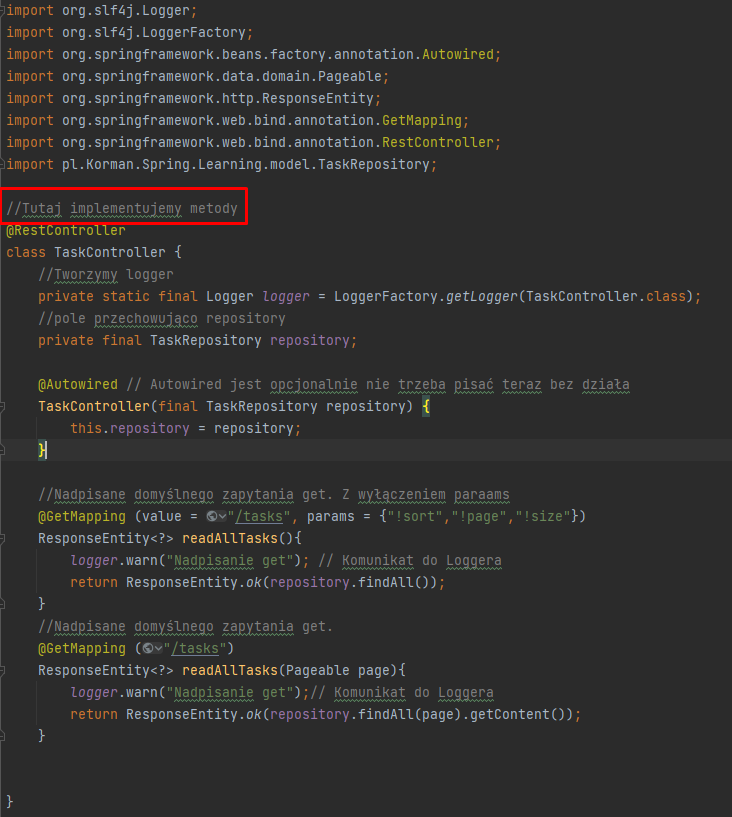 import org.slf4j.Logger;
import org.slf4j.LoggerFactory;
import org.springframework.beans.factory.annotation.Autowired;
import org.springframework.data.domain.Pageable;
import org.springframework.http.ResponseEntity;
import org.springframework.web.bind.annotation.GetMapping;
import org.springframework.web.bind.annotation.RestController;
import pl.Korman.Spring.Learning.model.TaskRepository;
//Tutaj implementujemy metody
@RestController
class TaskController {
//Tworzymy logger
private static final Logger logger = LoggerFactory.getLogger(TaskController.class);
//pole przechowująco repository
private final TaskRepository repository;
@Autowired // Autowired jest opcjonalnie nie trzeba pisać teraz bez działa
TaskController(final TaskRepository repository) {
this.repository = repository;
}
//Nadpisane domyślnego zapytania get. Z wyłączeniem paraams
@GetMapping (value = "/tasks", params = {"!sort","!page","!size"})
ResponseEntity<?> readAllTasks(){
logger.warn("Nadpisanie get"); // Komunikat do Loggera
return ResponseEntity.ok(repository.findAll());
}
//Nadpisane domyślnego zapytania get.
@GetMapping ("/tasks")
ResponseEntity<?> readAllTasks(Pageable page){
logger.warn("Nadpisanie get");// Komunikat do Loggera
return ResponseEntity.ok(repository.findAll(page).getContent());
}
}